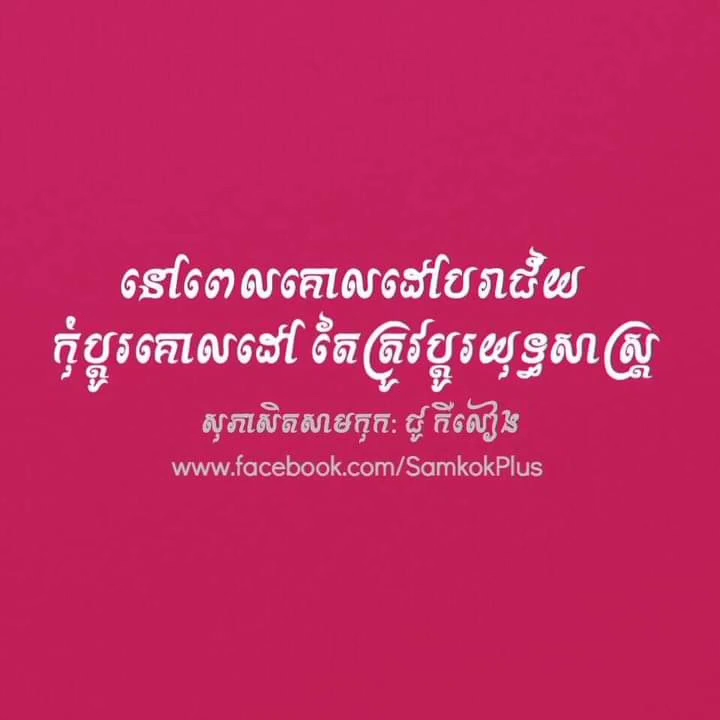 នៅពេលគោលដៅបរាជ័យ
កុំប្ដូរគោលដៅ តែត្រូវប្ដូរយុទ្ធសាស្ត្រ
សុភាសិតសាមកុក: ជូ កឺលៀង
www.facebook.com/SamkokPlus